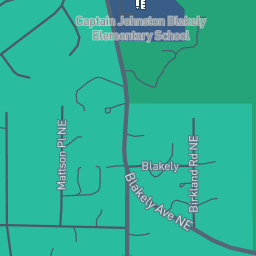 Captain Johnston Blakely
Elementary School
Mattson Pl NE
Blakely
Birkland Rd NE
Blakely Ave NE